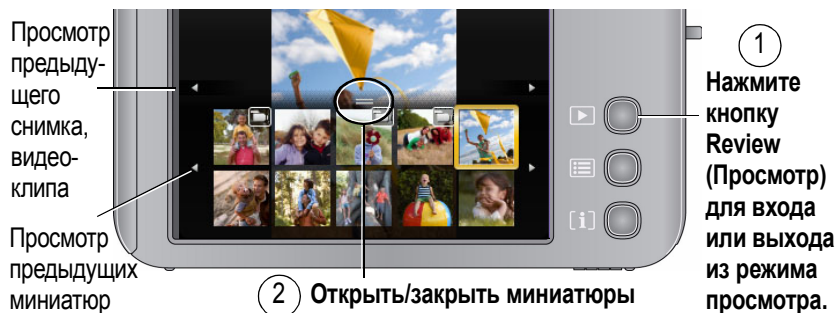 Просмотр
предыду-
щего
снимка,
видео-
клипа
Просмотр
предыдущих
миниатюр
1
Нажмите
кнопку
Review
(Просмотр)
для входа
или выхода
из режима
просмотра.
[i]
2 Открыть/закрыть миниатюры